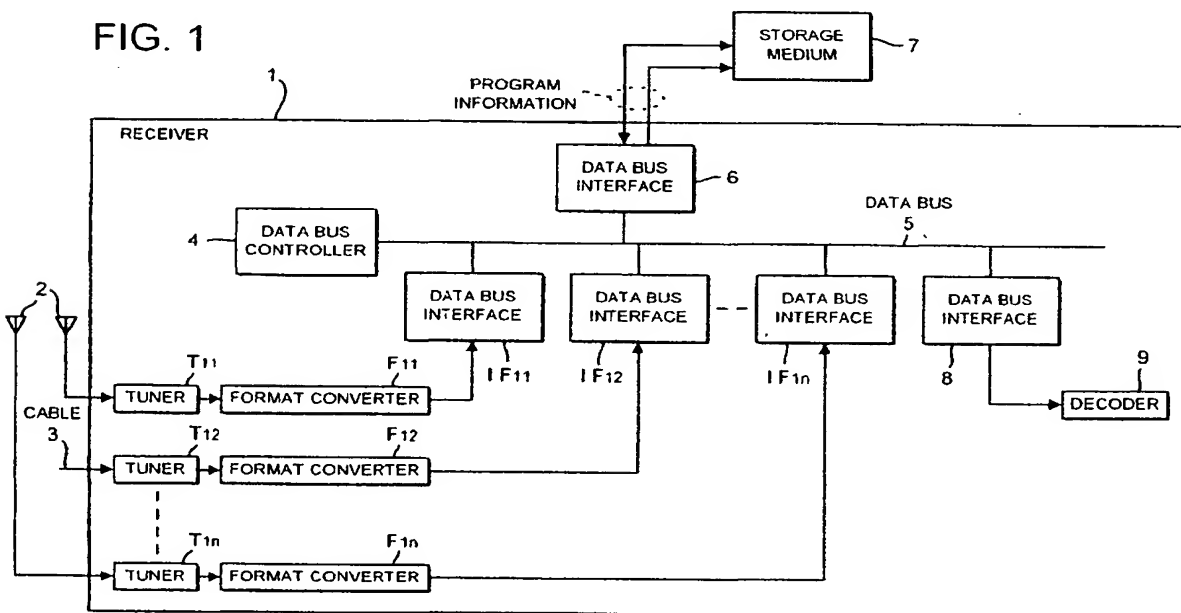 FIG. 1
STORAGE
MEDIUM
7
1
PROGRAM
INFORMATION
RECEIVER
DATA BUS
INTERFACE
6
DATA BUS
5
4
DATA BUS
CONTROLLER
2
DATA BUS
INTERFACE
DATA BUS
INTERFACE
DATA BUS
INTERFACE
DATA BUS
INTERFACE
IF11
IF12
IF1n
8
9
DECODER
T11
F11
TUNER
FORMAT CONVERTER
CABLE
3
T12
F12
TUNER
FORMAT CONVERTER
T1n
F1n
TUNER
FORMAT CONVERTER